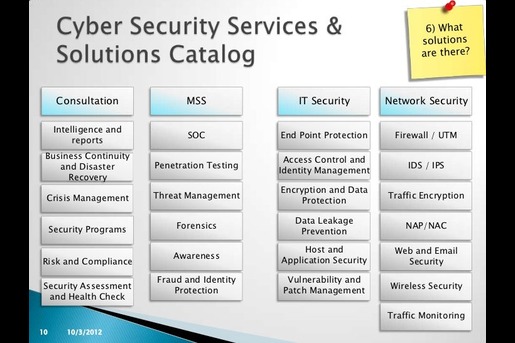 Cyber Security Services &
Solutions Catalog
6) What
solutions
are there?
Consultation
Intelligence and
reports
Business Continuity
and Disaster
Recovery
Crisis Management
Security Programs
Risk and Compliance
Security Assessment
and Health Check
MSS
SOC
Penetration Testing
Threat Management
Forensics
Awareness
Fraud and Identity
Protection
IT Security
End Point Protection
Access Control and
Identity Management
Encryption and Data
Protection
Data Leakage
Prevention
Host and
Application Security
Vulnerability and
Patch Management
Network Security
Firewall / UTM
IDS / IPS
Traffic Encryption
NAP/NAC
Web and Email
Security
Wireless Security
Traffic Monitoring
10 10/3/2012